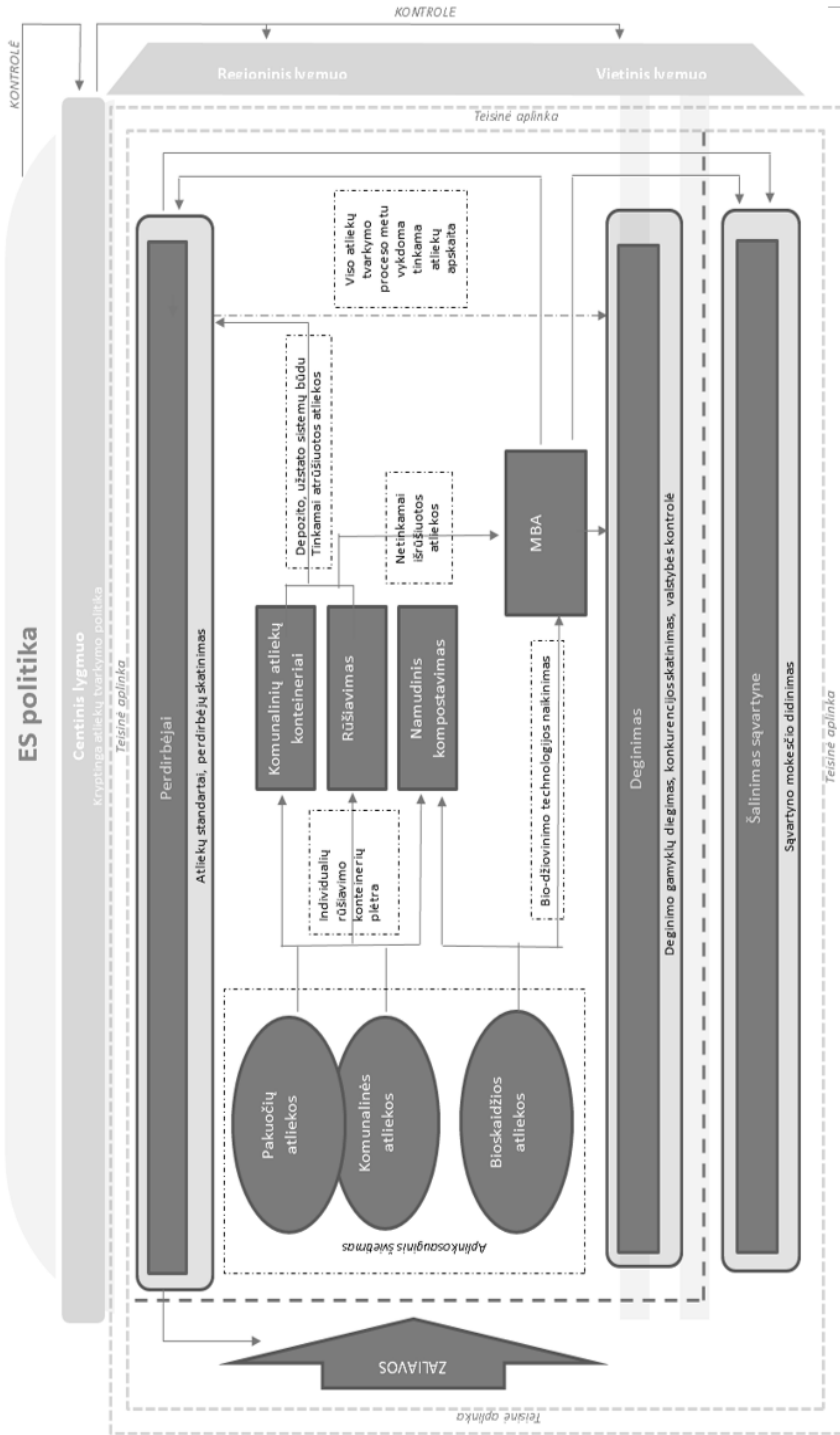 ES politika
KONTROLĖ
KONTROLĖ
Centinis lygmuo
Kryptinga atliekų tvarkymo politika
Teisinė aplinka
Regioninis lygmuo
Vietinis lygmuo
Teisinė aplinka
Perdirbėjai
Atliekų standartai, perdirbėjų skatinimas
Pakuočių
atliekos
Komunalinės
atliekos
Bioskaidžios
atliekos
Aplinkosauginis švietimas
Individualių
rūšiavimo
konteinerių
plėtra
Komunalinių atliekų
konteineriai
Rūšiavimas
Namudinis
kompostavimas
Depozito, užstato sistemų būdu
Tinkamai atrūšiuotos atliekos
Netinkamai
išrūšiuotos
atliekos
Viso atliekų
tvarkymo
proceso metu
vykdoma
tinkama
atliekų
apskaita
Bio-džiovinimo technologijos naikinimas
MBA
Deginimas
Deginimo gamyklų diegimas, konkurencijos skatinimas, valstybės kontrolė
Šalinimas sąvartyne
Sąvartyno mokesčio didinimas
ŽALIAVOS
Teisinė aplinka
Teisinė aplinka
Teisinė aplinka